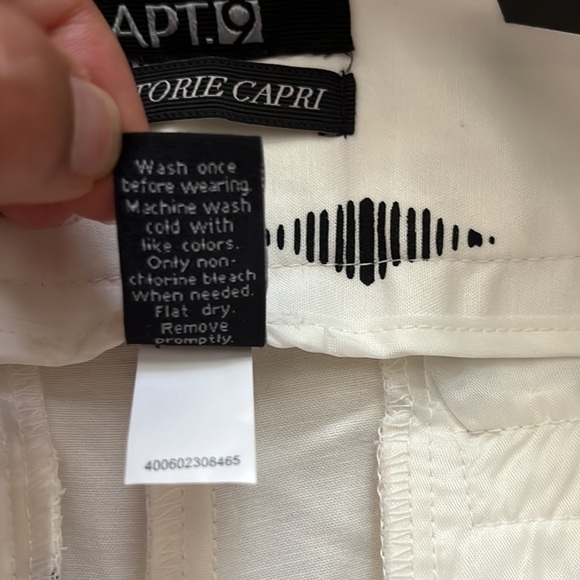 APT.9
TORIE CAPRI
Wash once
before wearing.
Machine wash
cold with
like colors.
Only non-
chlorine bleach
when needed.
Flat dry.
Remove
promptly.
400602308465